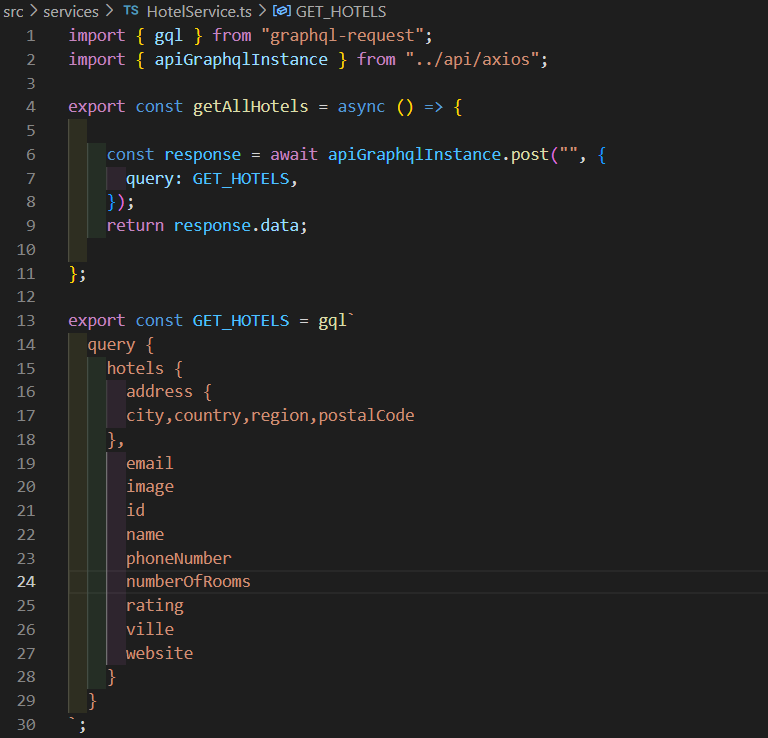 src > services > TS HotelService.ts > GET_HOTELS
1 import { gql } from "graphql-request";
2 import { apiGraphqlInstance } from "../api/axios";
3
4 export const getAllHotels = async () => {
5
6 const response = await apiGraphqlInstance.post("", {
7 query: GET_HOTELS,
8 });
9 return response.data;
10
11 };
12
13 export const GET_HOTELS = gql`
14 query {
15 hotels {
16 address {
17 city,country,region,postalCode
18 },
19 email
20 image
21 id
22 name
23 phoneNumber
24 numberOfRooms
25 rating
26 ville
27 website
28 }
29 }
30 `;